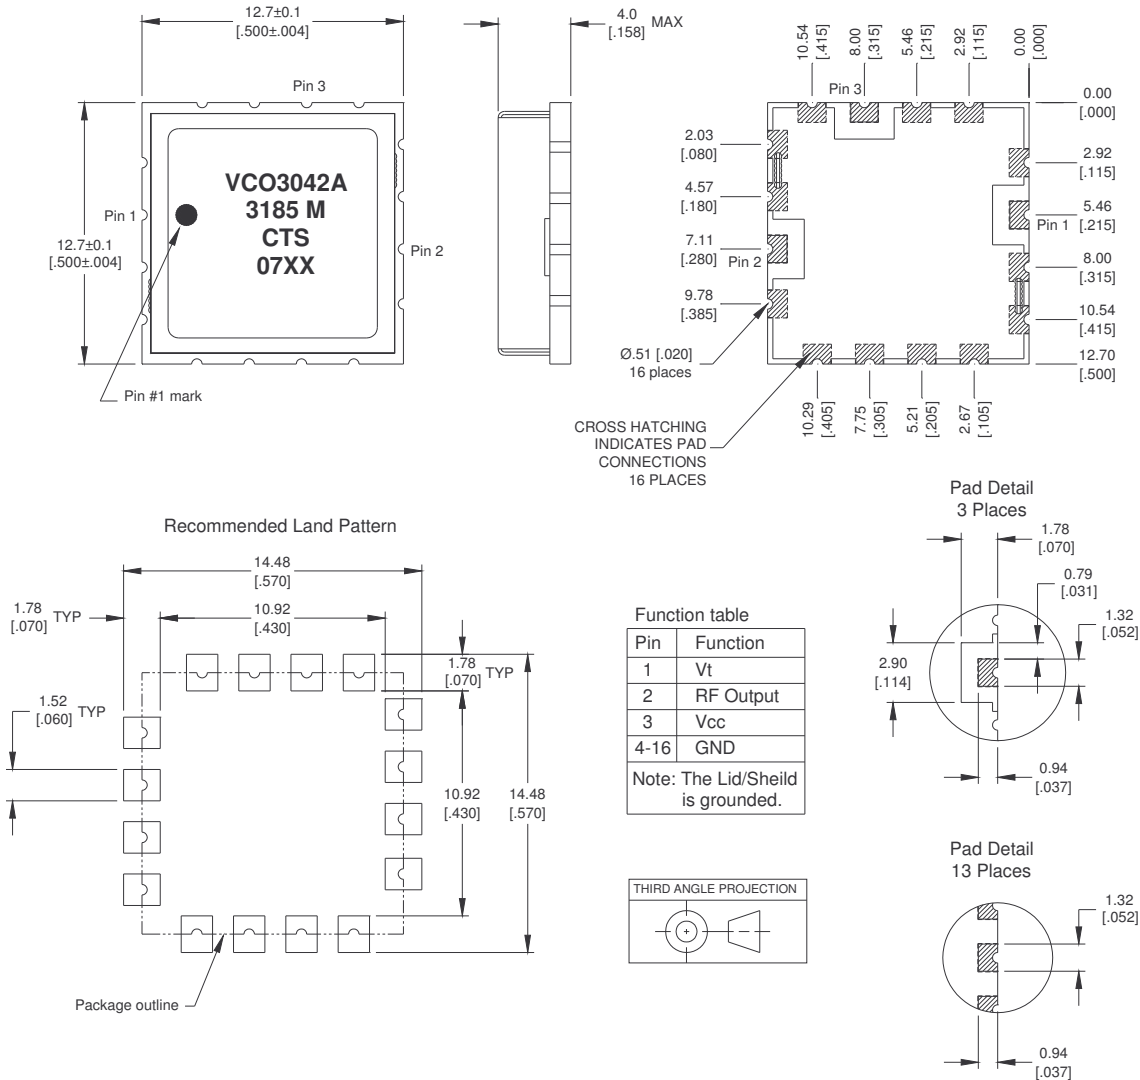 12.7±0.1
[.500±.004]
4.0
[.158]
MAX
Pin 3
VCO3042A
3185 M
CTS
07XX
Pin 1
Pin 2
12.7±0.1
[.500±.004]
Pin #1 mark
10.54
[.415]
8.00
[.315]
5.46
[.215]
2.92
[.115]
0.00
[.000]
Pin 3
0.00
[.000]
2.03
[.080]
2.92
[.115]
4.57
[.180]
5.46
[.215]
Pin 1
7.11
[.280]
Pin 2
8.00
[.315]
9.78
[.385]
10.54
[.415]
Ø.51 [.020]
16 places
12.70
[.500]
10.29
[.405]
7.75
[.305]
5.21
[.205]
2.67
[.105]
CROSS HATCHING
INDICATES PAD
CONNECTIONS
16 PLACES
Recommended Land Pattern
14.48
[.570]
1.78
[.070]
TYP
10.92
[.430]
1.78
[.070]
TYP
1.52
[.060]
TYP
10.92
[.430]
14.48
[.570]
Package outline
Function table
Pin Function
1 Vt
2 RF Output
3 Vcc
4-16 GND
Note: The Lid/Sheild
is grounded.
THIRD ANGLE PROJECTION
Pad Detail
3 Places
1.78
[.070]
0.79
[.031]
1.32
[.052]
2.90
[.114]
0.94
[.037]
Pad Detail
13 Places
1.32
[.052]
0.94
[.037]